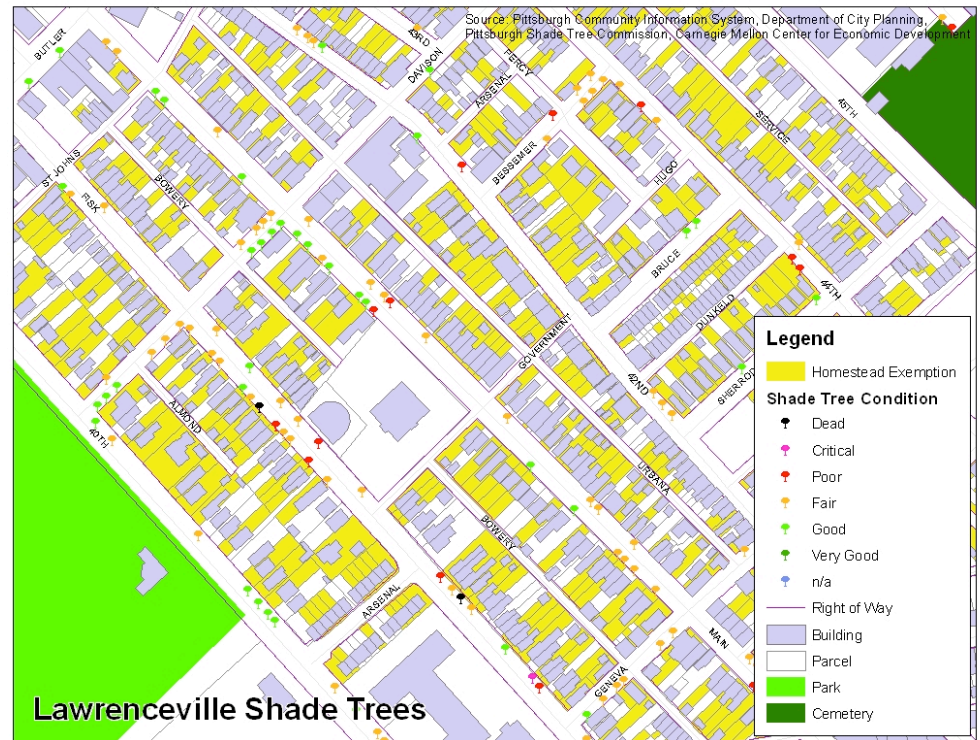 Source: Pittsburgh Community Information System, Department of City Planning,
Pittsburgh Shade Tree Commission, Carnegie Mellon Center for Economic Development
BUTLER
43RD
DAVISON
PERCY
ARSENAL
45TH
SERVICE
ST JOHNS
FISK
BOWERY
BESSEMER
HUGO
BRUCE
44TH
DUNKELD
GOVERNMENT
42ND
SHERROD
ALMOND
40TH
URBANA
BOWERY
ARSENAL
MAIN
GENEVA
Legend
Homestead Exemption
Shade Tree Condition
Dead
Critical
Poor
Fair
Good
Very Good
n/a
Right of Way
Building
Parcel
Park
Cemetery
Lawrenceville Shade Trees